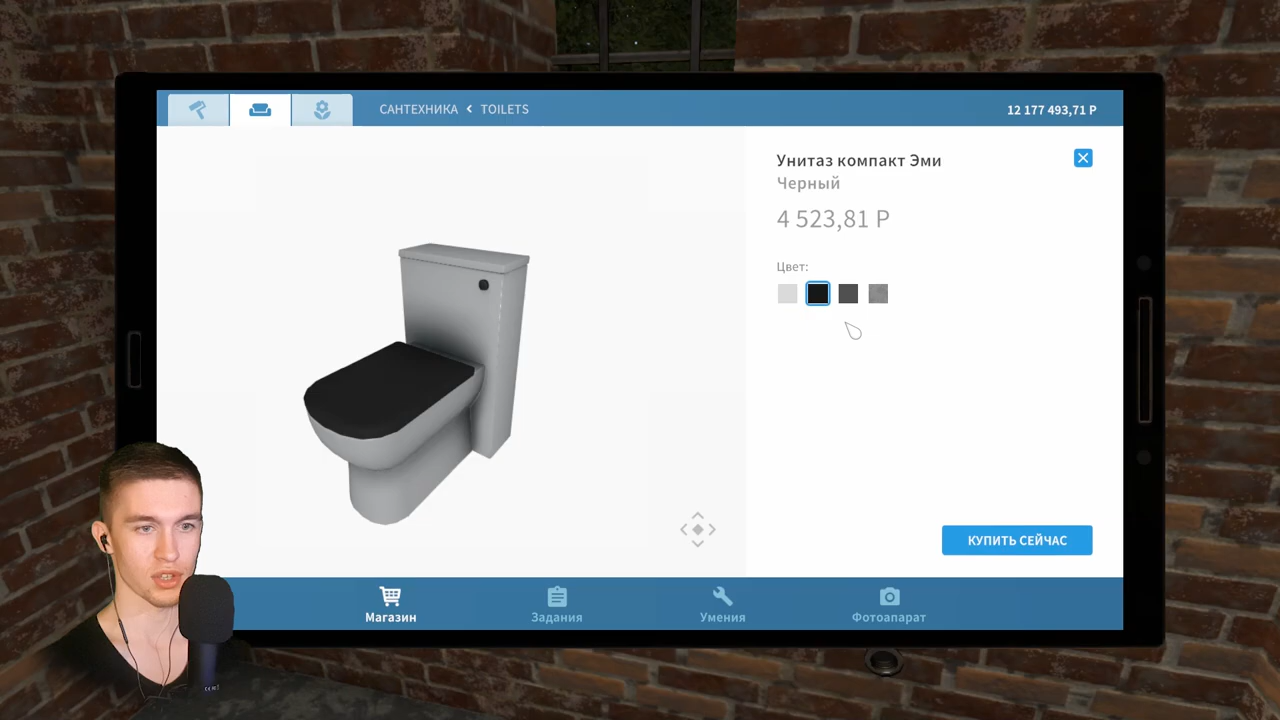 САНТЕХНИКА < TOILETS
12 177 493,71 Р
Унитаз компакт Эми
Черный
4 523,81 Р
Цвет:
КУПИТЬ СЕЙЧАС
Магазин
Задания
Умения
Фотоапарат